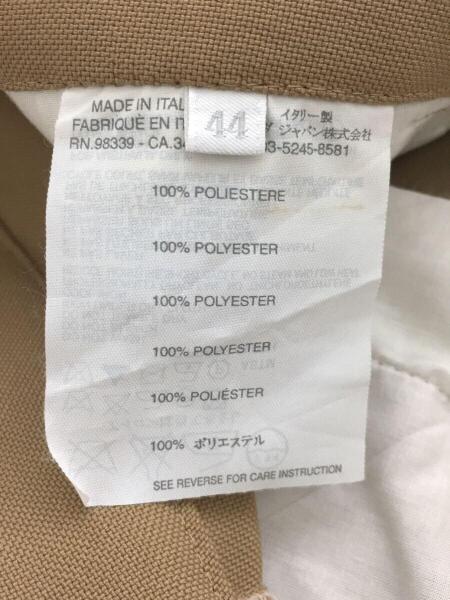 MADE IN ITAL
イタリー製
FABRIQUÉ EN IT
ジャパン株式会社
RN.98339 - CA.34
3-5245-8581
44
100% POLIESTERE
100% POLYESTER
100% POLYESTER
100% POLYESTER
100% POLIÉSTER
100% ポリエステル
SEE REVERSE FOR CARE INSTRUCTION